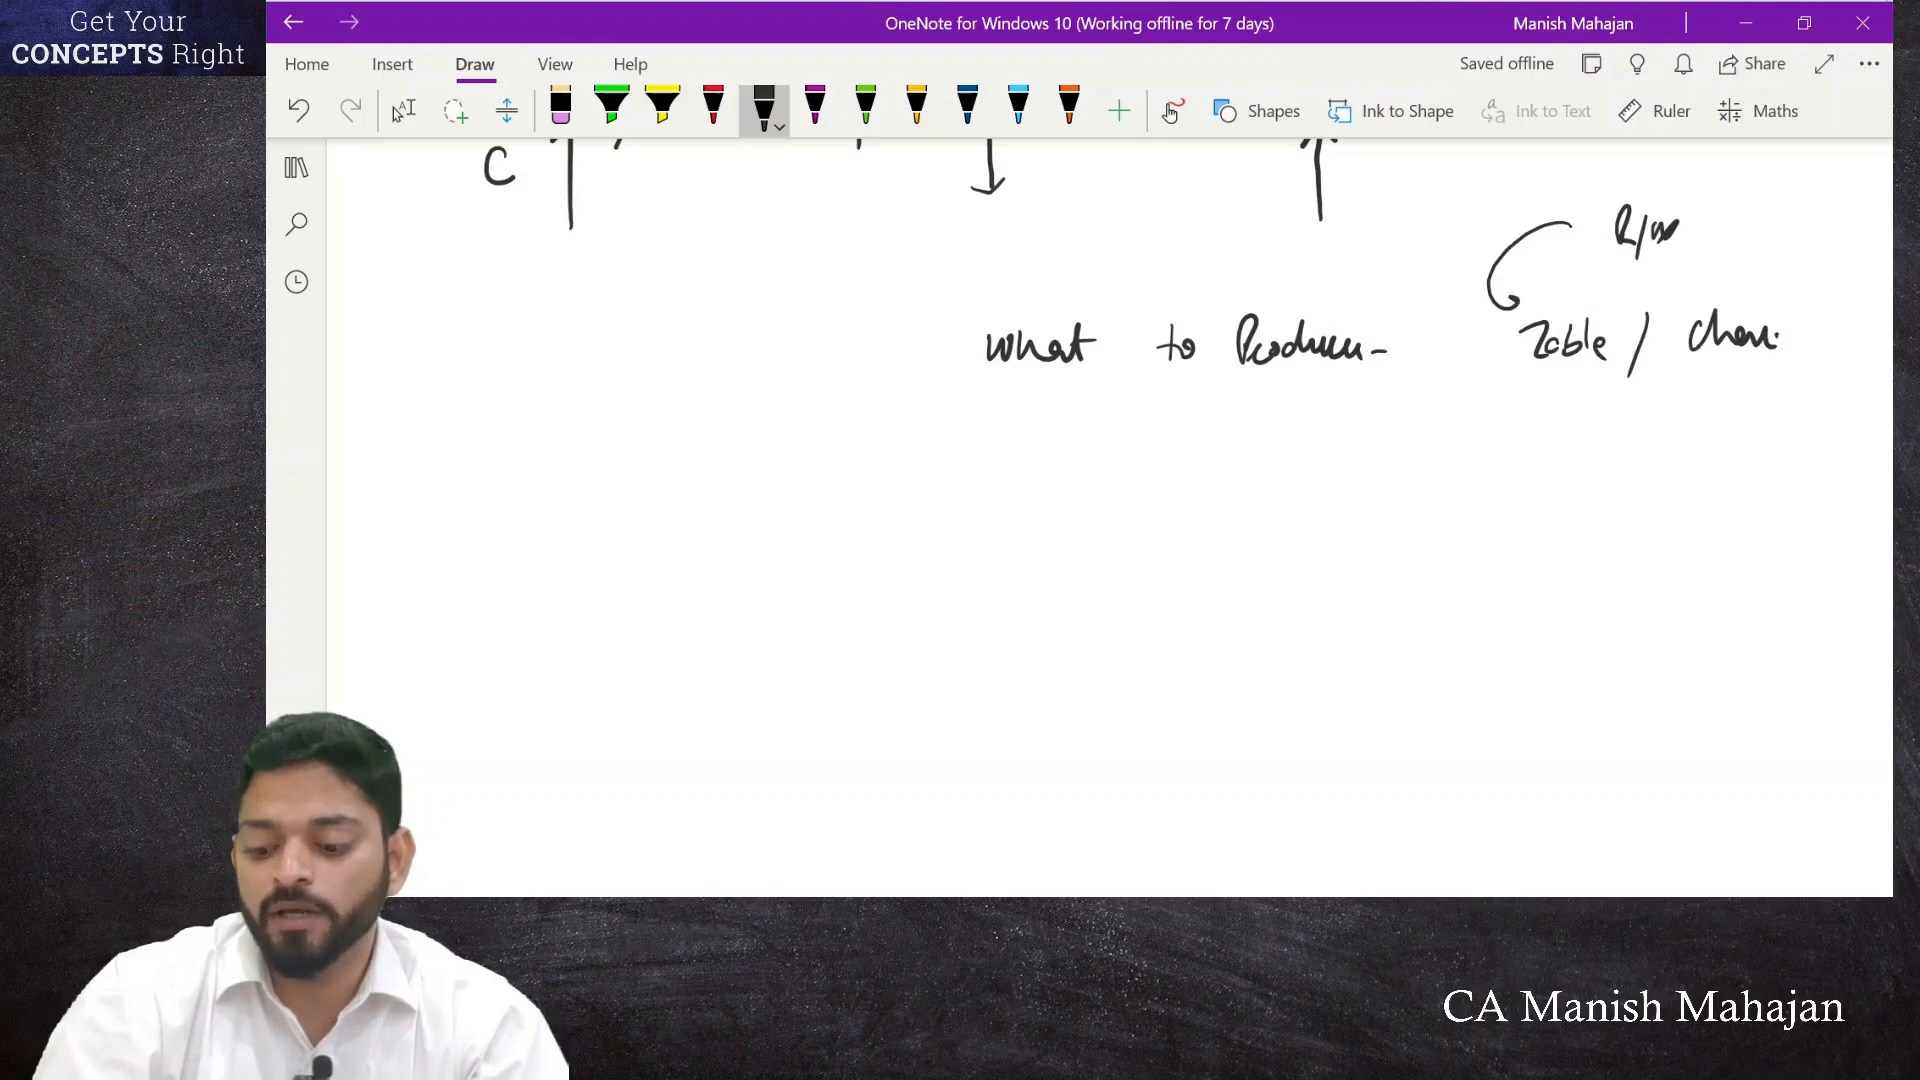 Get Your
CONCEPTS Right
OneNote for Windows 10 (Working offline for 7 days)
Manish Mahajan
Home Insert Draw View Help
Saved offline
Share
Shapes
Ink to Shape
Ink to Text
Ruler
Maths
C
R/m
What to Produce -
Table / Chair
CA Manish Mahajan